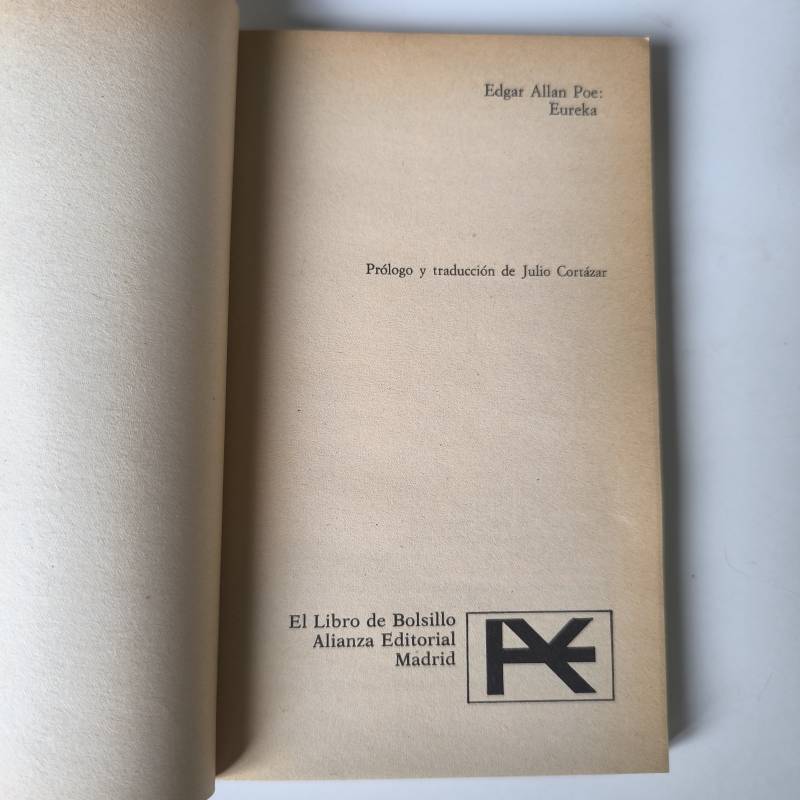 Edgar Allan Poe:
Eureka
Prólogo y traducción de Julio Cortázar
El Libro de Bolsillo
Alianza Editorial
Madrid